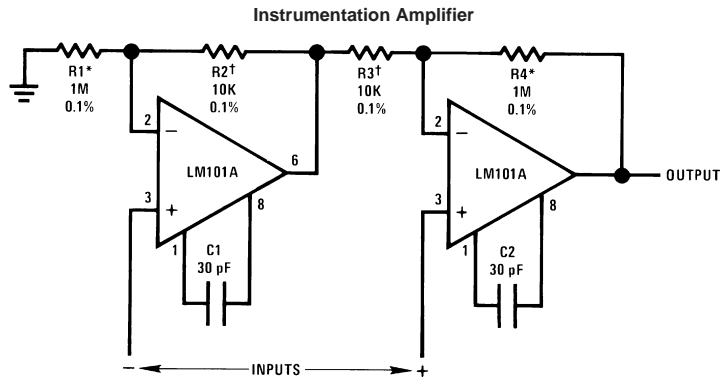 Instrumentation Amplifier
R1*
1M
0.1%
R2†
10K
0.1%
R3†
10K
0.1%
R4*
1M
0.1%
2
−
LM101A
6
3
+
8
1
C1
30 pF
2
−
LM101A
3
+
8
1
C2
30 pF
OUTPUT
− INPUTS +